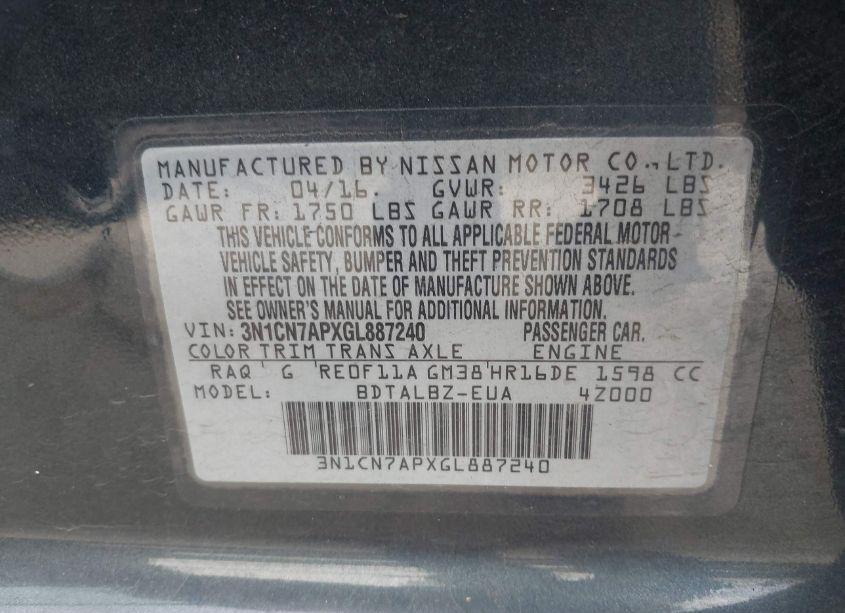 MANUFACTURED BY NISSAN MOTOR CO., LTD.
DATE: 04/16. GVWR: 3426 LBS
GAWR FR: 1750 LBS GAWR RR: 1708 LBS
THIS VEHICLE CONFORMS TO ALL APPLICABLE FEDERAL MOTOR
VEHICLE SAFETY, BUMPER AND THEFT PREVENTION STANDARDS
IN EFFECT ON THE DATE OF MANUFACTURE SHOWN ABOVE.
SEE OWNER'S MANUAL FOR ADDITIONAL INFORMATION.
VIN: 3N1CN7APXGL887240 PASSENGER CAR.
COLOR TRIM TRANS AXLE ENGINE
RAQ G RE0F11A GM38 HR16DE 1598 CC
MODEL: BDTALBZ-EUA 4Z000
3N1CN7APXGL887240